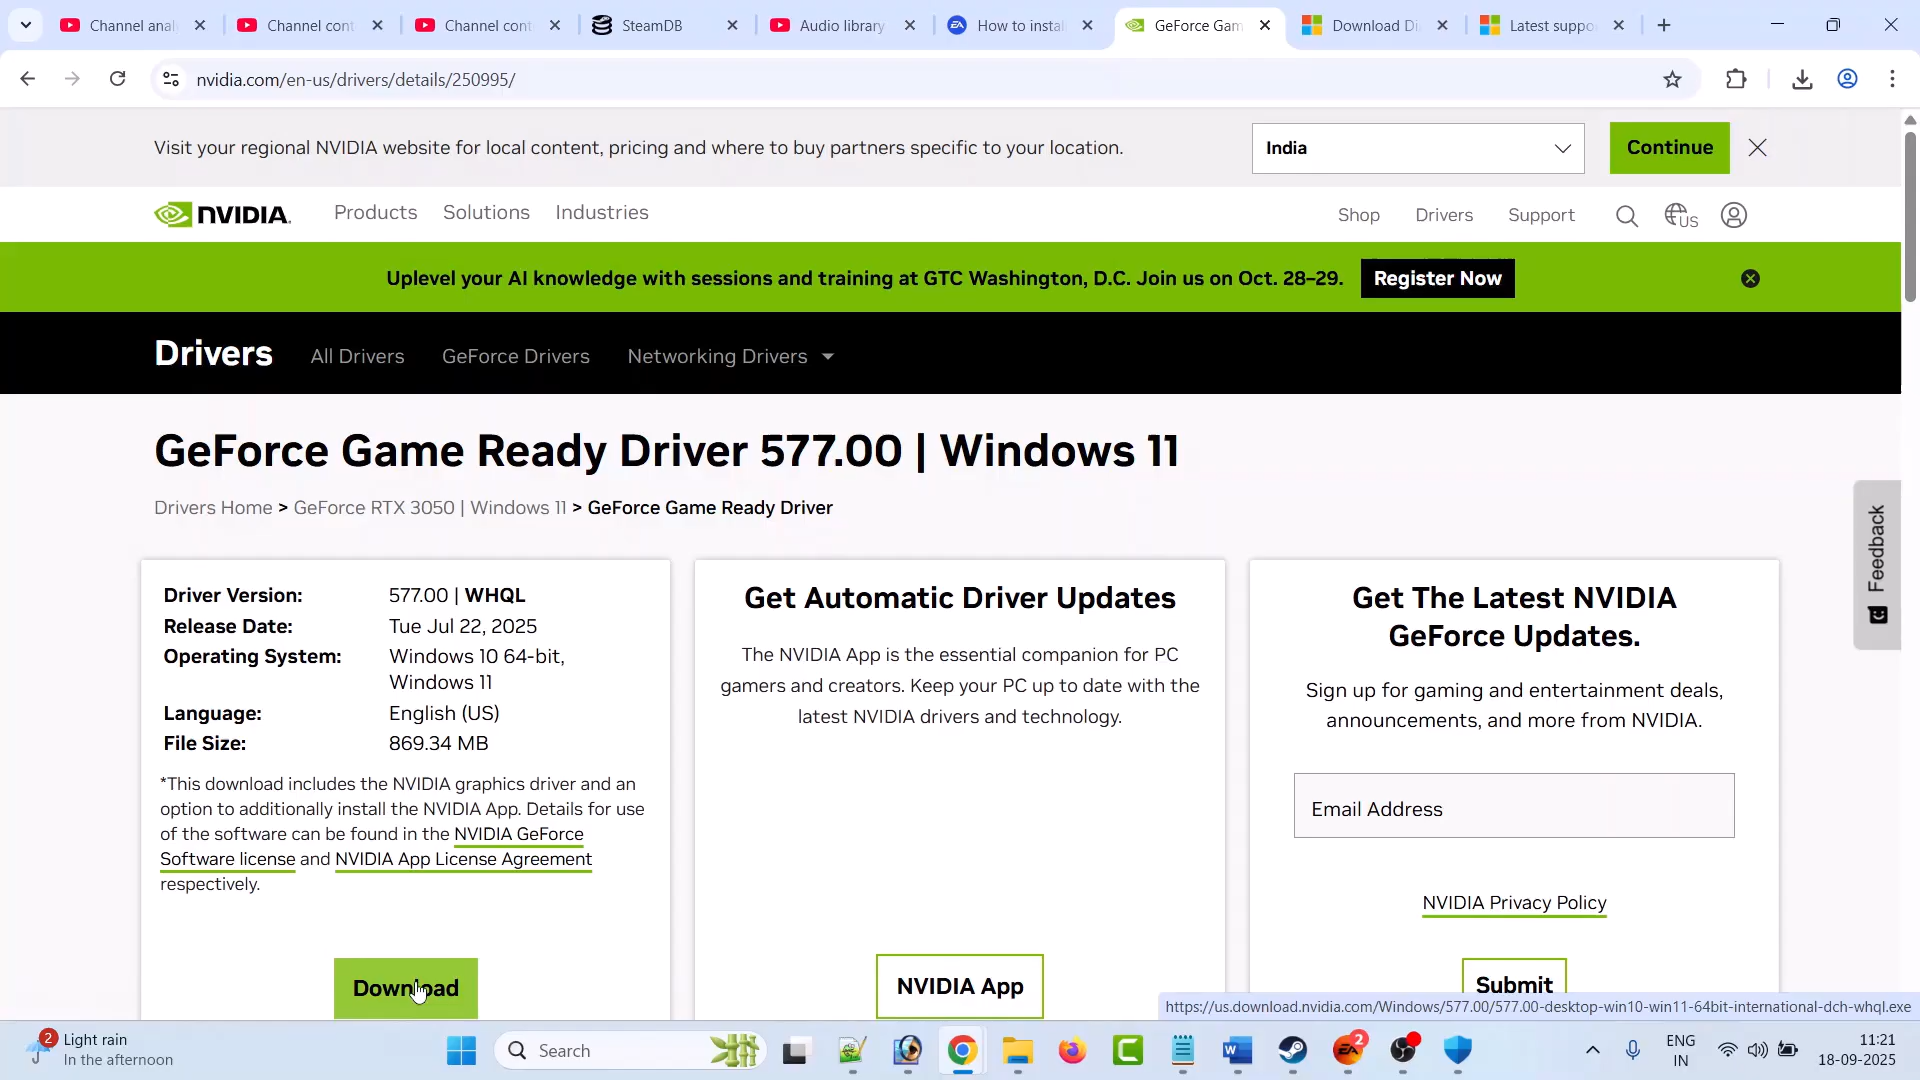 Channel anal
Channel cont
Channel cont
SteamDB
Audio library
How to instal
GeForce Gam
Download Di
Latest suppo
nvidia.com/en-us/drivers/details/250995/
Visit your regional NVIDIA website for local content, pricing and where to buy partners specific to your location.
India
Continue
NVIDIA.
Products
Solutions
Industries
Shop
Drivers
Support
US
Uplevel your AI knowledge with sessions and training at GTC Washington, D.C. Join us on Oct. 28–29.
Register Now
Drivers
All Drivers
GeForce Drivers
Networking Drivers
GeForce Game Ready Driver 577.00 | Windows 11
Drivers Home > GeForce RTX 3050 | Windows 11 > GeForce Game Ready Driver
Feedback
Driver Version: 577.00 | WHQL
Release Date: Tue Jul 22, 2025
Operating System: Windows 10 64-bit,
Windows 11
Language: English (US)
File Size: 869.34 MB
*This download includes the NVIDIA graphics driver and an
option to additionally install the NVIDIA App. Details for use
of the software can be found in the NVIDIA GeForce
Software license and NVIDIA App License Agreement
respectively.
Download
Get Automatic Driver Updates
The NVIDIA App is the essential companion for PC
gamers and creators. Keep your PC up to date with the
latest NVIDIA drivers and technology.
NVIDIA App
Get The Latest NVIDIA
GeForce Updates.
Sign up for gaming and entertainment deals,
announcements, and more from NVIDIA.
Email Address
NVIDIA Privacy Policy
Submit
https://us.download.nvidia.com/Windows/577.00/577.00-desktop-win10-win11-64bit-international-dch-whql.exe
2
Light rain
In the afternoon
Search
2
ENG
IN
11:21
18-09-2025